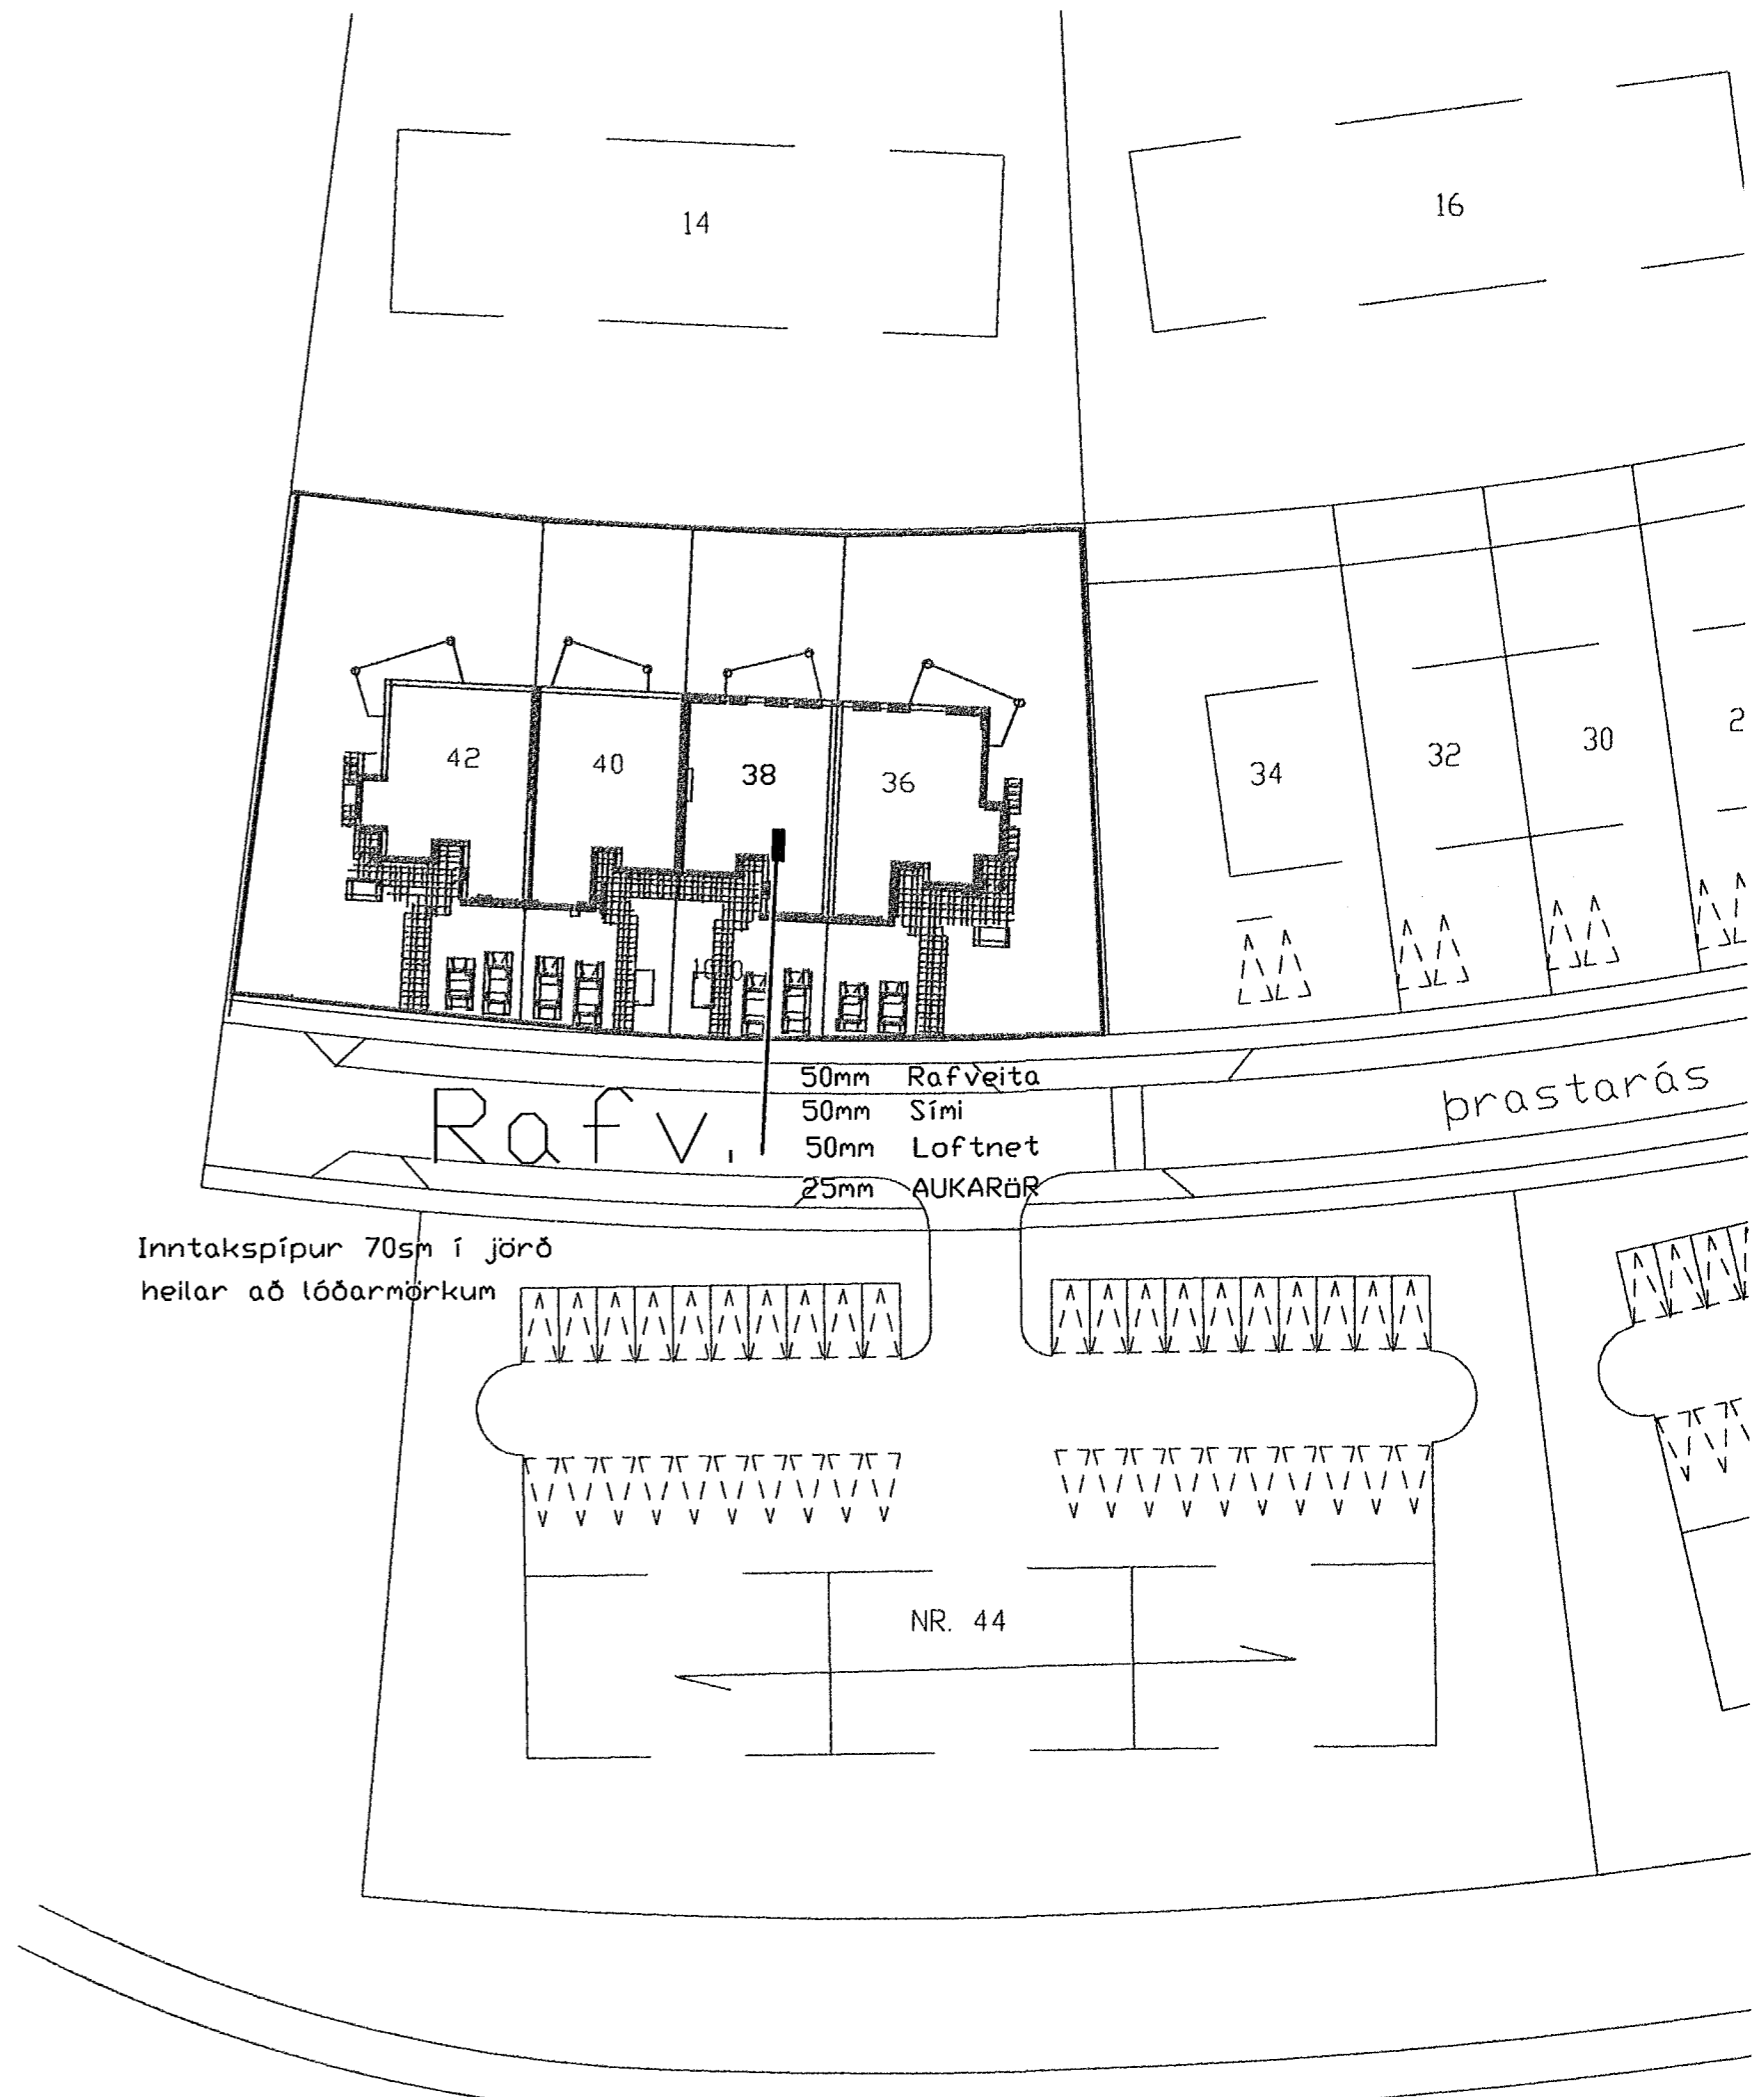 14
16
42
40
38
36
34
32
30
2
50mm Rafveita
50mm Sími
50mm Loftnet
25mm AUKARöR
Rafv.
þrastarás
Inntakspípur 70sm í jörð
heilar að lóðarmörkum
NR. 44